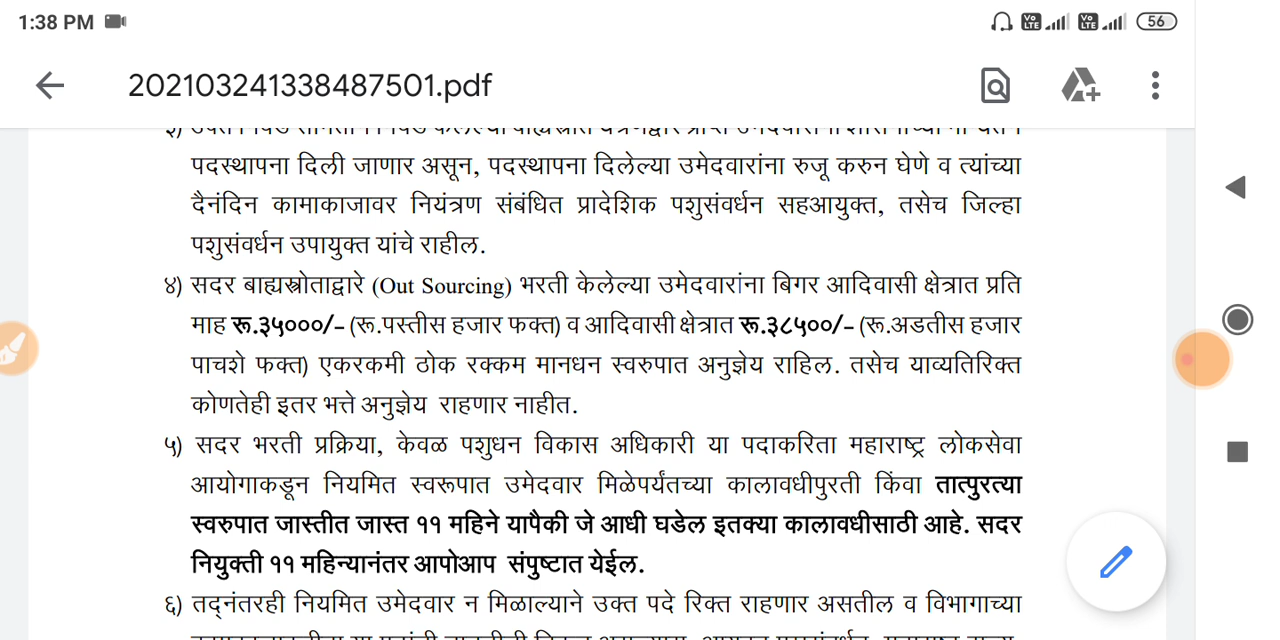 1:38 PM
Vo LTE Vo LTE 56
202103241338487501.pdf
पदस्थापना दिली जाणार असून, पदस्थापना दिलेल्या उमेदवारांना रुजू करुन घेणे व त्यांच्या
दैनंदिन कामाकाजावर नियंत्रण संबंधित प्रादेशिक पशुसंवर्धन सहआयुक्त, तसेच जिल्हा
पशुसंवर्धन उपायुक्त यांचे राहील.
४) सदर बाह्यस्त्रोताद्वारे (Out Sourcing) भरती केलेल्या उमेदवारांना बिगर आदिवासी क्षेत्रात प्रति
माह रू.३५०००/- (रू.पस्तीस हजार फक्त) व आदिवासी क्षेत्रात रू.३८५००/- (रू.अडतीस हजार
पाचशे फक्त) एकरकमी ठोक रक्कम मानधन स्वरुपात अनुज्ञेय राहिल. तसेच याव्यतिरिक्त
कोणतेही इतर भत्ते अनुज्ञेय राहणार नाहीत.
५) सदर भरती प्रक्रिया, केवळ पशुधन विकास अधिकारी या पदाकरिता महाराष्ट्र लोकसेवा
आयोगाकडून नियमित स्वरूपात उमेदवार मिळेपर्यंतच्या कालावधीपुरती किंवा तात्पुरत्या
स्वरुपात जास्तीत जास्त ११ महिने यापैकी जे आधी घडेल इतक्या कालावधीसाठी आहे. सदर
नियुक्ती ११ महिन्यानंतर आपोआप संपुष्टात येईल.
६) तद्नंतरही नियमित उमेदवार न मिळाल्याने उक्त पदे रिक्त राहणार असतील व विभागाच्या